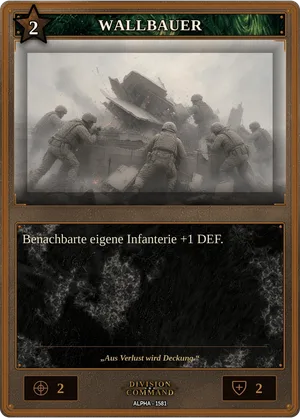 2
WALLBAUER
Benachbarte eigene Infanterie +1 DEF.
„Aus Verlust wird Deckung.“
2
DIVISION
COMMAND
2
ALPHA - 1581